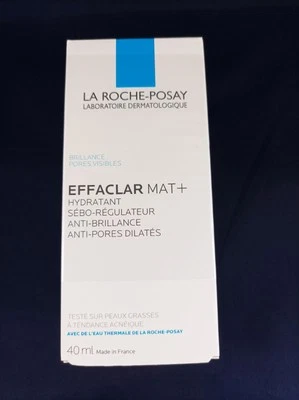 LA ROCHE-POSAY
LABORATOIRE DERMATOLOGIQUE
BRILLANCE,
PORES VISIBLES
EFFACLAR MAT+
HYDRATANT
SÉBO-RÉGULATEUR
ANTI-BRILLANCE
ANTI-PORES DILATÉS
TESTÉ SUR PEAUX GRASSES
À TENDANCE ACNÉIQUE
AVEC DE L'EAU THERMALE DE LA ROCHE-POSAY
40 ml Made in France